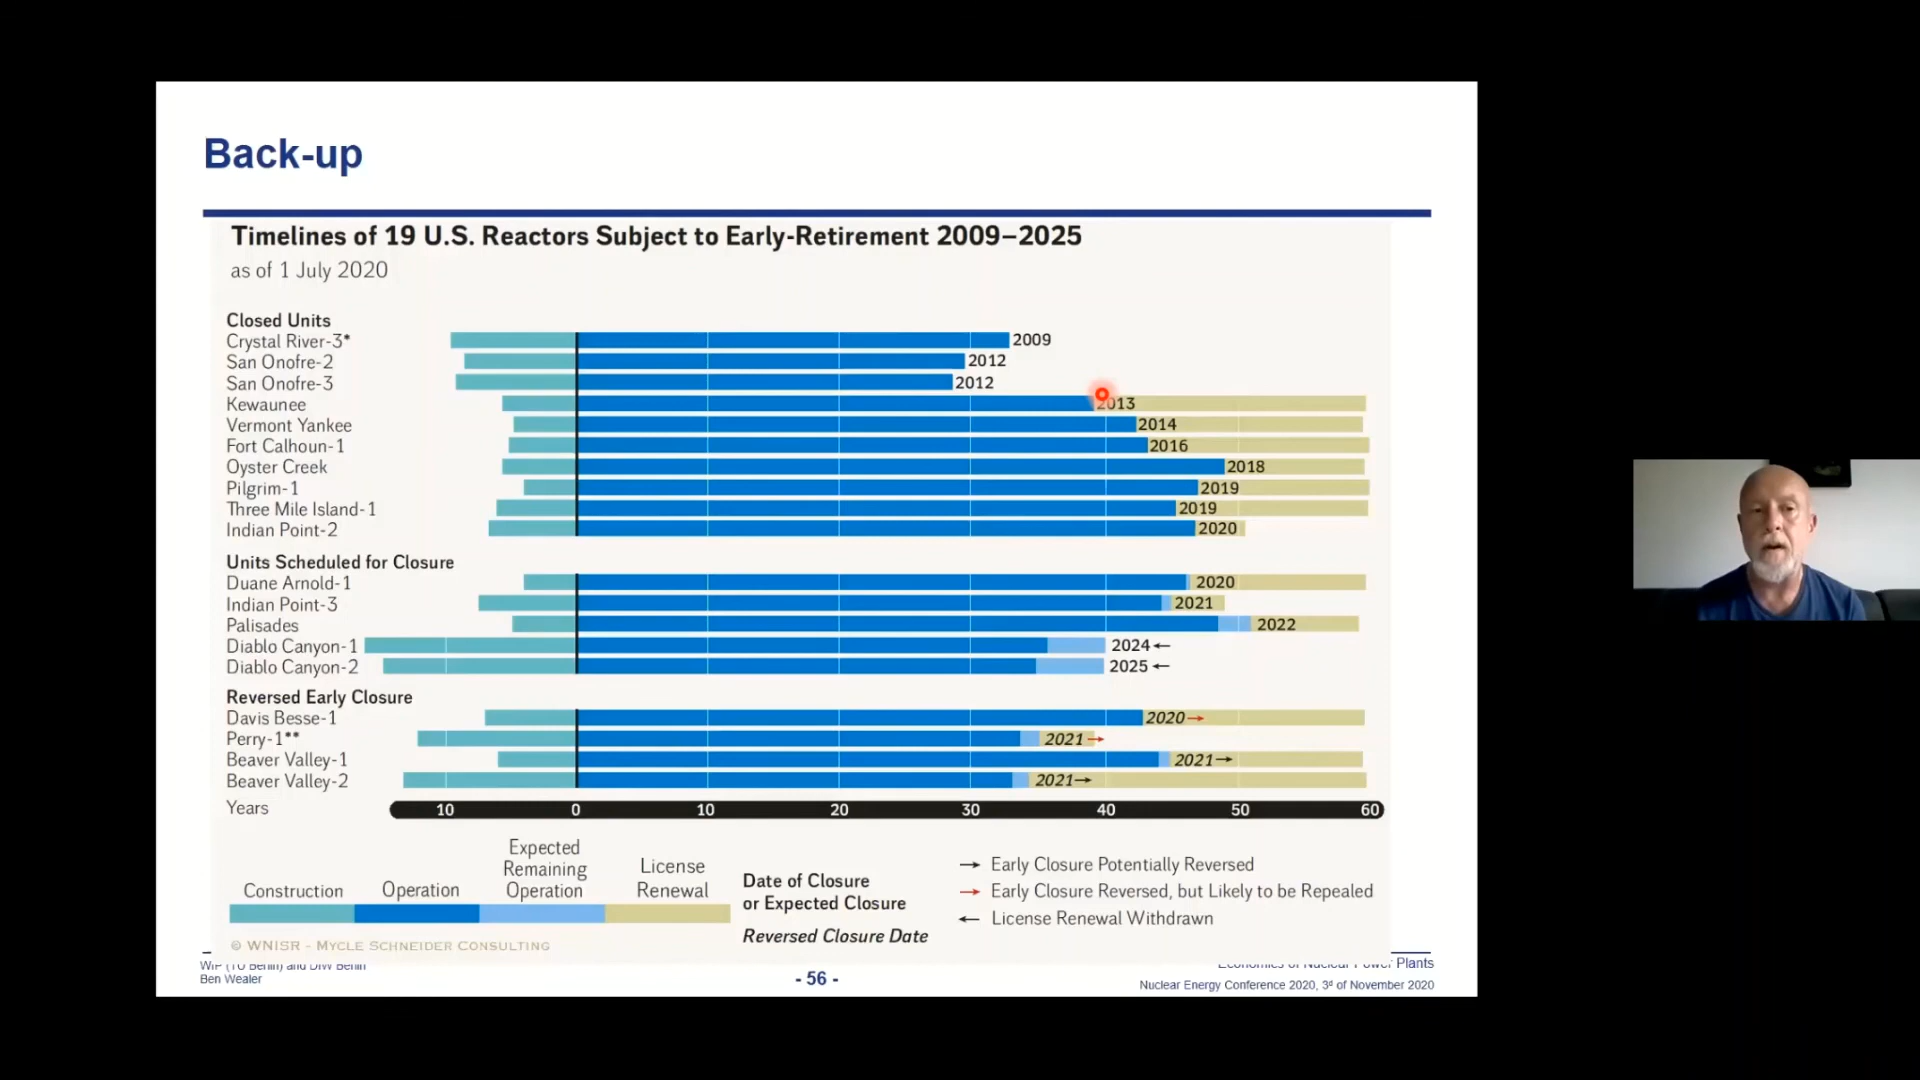 Back-up
Timelines of 19 U.S. Reactors Subject to Early-Retirement 2009–2025
as of 1 July 2020
Closed Units
Crystal River-3* 2009
San Onofre-2 2012
San Onofre-3 2012
Kewaunee 2013
Vermont Yankee 2014
Fort Calhoun-1 2016
Oyster Creek 2018
Pilgrim-1 2019
Three Mile Island-1 2019
Indian Point-2 2020
Units Scheduled for Closure
Duane Arnold-1 2020
Indian Point-3 2021
Palisades 2022
Diablo Canyon-1 2024 ←
Diablo Canyon-2 2025 ←
Reversed Early Closure
Davis Besse-1 2020 →
Perry-1** 2021 →
Beaver Valley-1 2021 →
Beaver Valley-2 2021 →
Years 10 0 10 20 30 40 50 60
Construction
Operation
Expected
Remaining
Operation
License
Renewal
Date of Closure
or Expected Closure
Reversed Closure Date
→ Early Closure Potentially Reversed
→ Early Closure Reversed, but Likely to be Repealed
← License Renewal Withdrawn
© WNISR - Mycle Schneider Consulting
WIP (TU Berlin) and DIW Berlin
Ben Wealer
- 56 -
Economics of Nuclear Power Plants
Nuclear Energy Conference 2020, 3d of November 2020